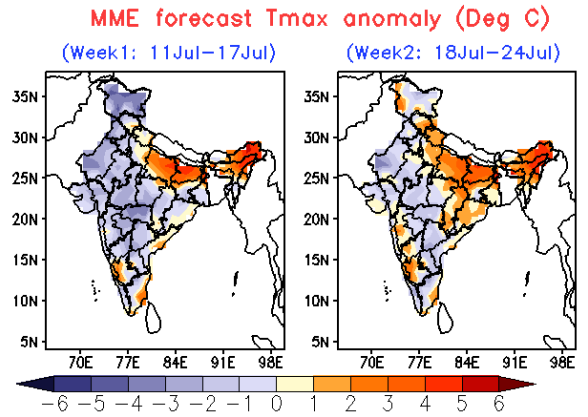 MME forecast Tmax anomaly (Deg C)
(Week1: 11Jul−17Jul) (Week2: 18Jul−24Jul)
35N 35N
30N 30N
25N 25N
20N 20N
15N 15N
10N 10N
5N 5N
70E 77E 84E 91E 98E 70E 77E 84E 91E 98E
−6 −5 −4 −3 −2 −1 0 1 2 3 4 5 6